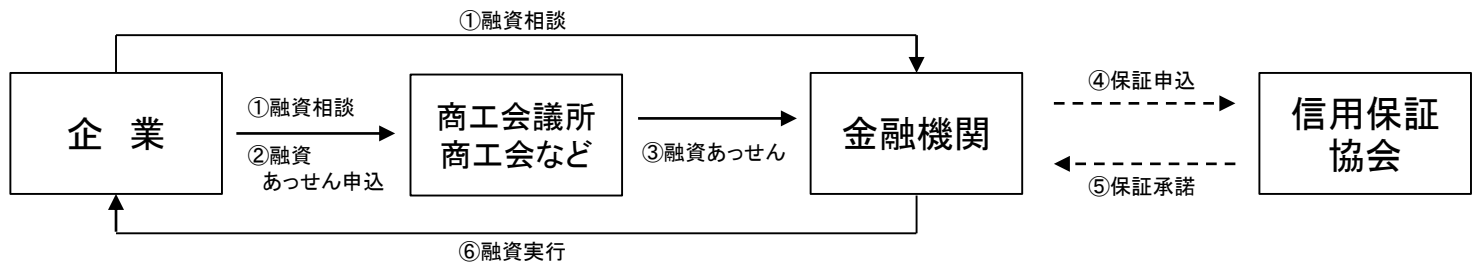 ①融資相談
企 業
①融資相談
②融資
あっせん申込
商工会議所
商工会など
③融資あっせん
金融機関
④保証申込
⑤保証承諾
信用保証
協会
⑥融資実行